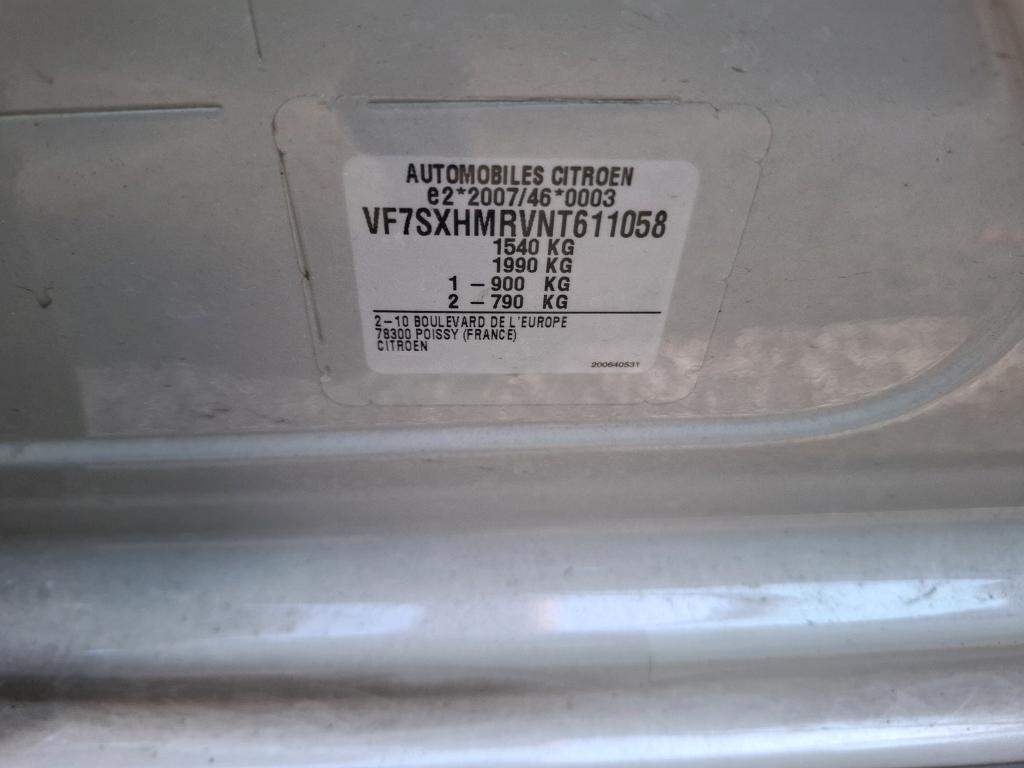 AUTOMOBILES CITROEN
e2*2007/46*0003
VF7SXHMRVNT611058
1540 KG
1990 KG
1 – 900 KG
2 – 790 KG
2–10 BOULEVARD DE L'EUROPE
78300 POISSY (FRANCE)
CITROEN
200640531